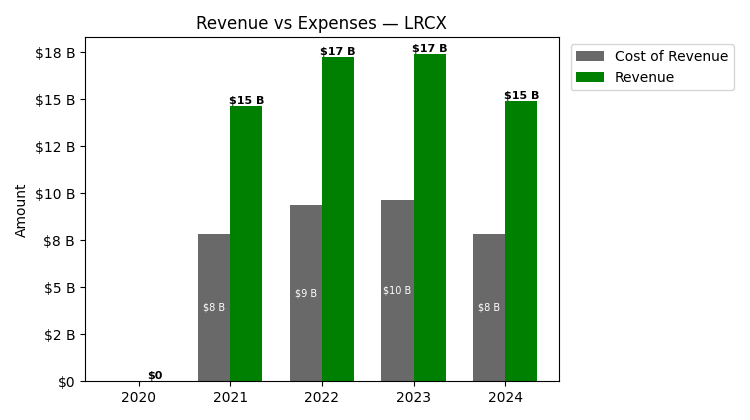 Revenue vs Expenses — LRCX
Amount
$18 B
$15 B
$12 B
$10 B
$8 B
$5 B
$2 B
$0
$0
$8 B
$15 B
$9 B
$17 B
$10 B
$17 B
$8 B
$15 B
2020
2021
2022
2023
2024
Cost of Revenue
Revenue